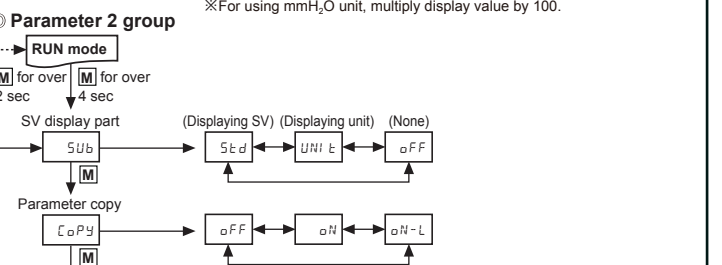 ※For using mmH₂O unit, multiply display value by 100.
◎ Parameter 2 group
RUN mode
M for over M for over
2 sec 4 sec
SV display part (Displaying SV) (Displaying unit) (None)
SUb Std UNIt oFF
M
Parameter copy
CoPY oFF oN oN-L
M